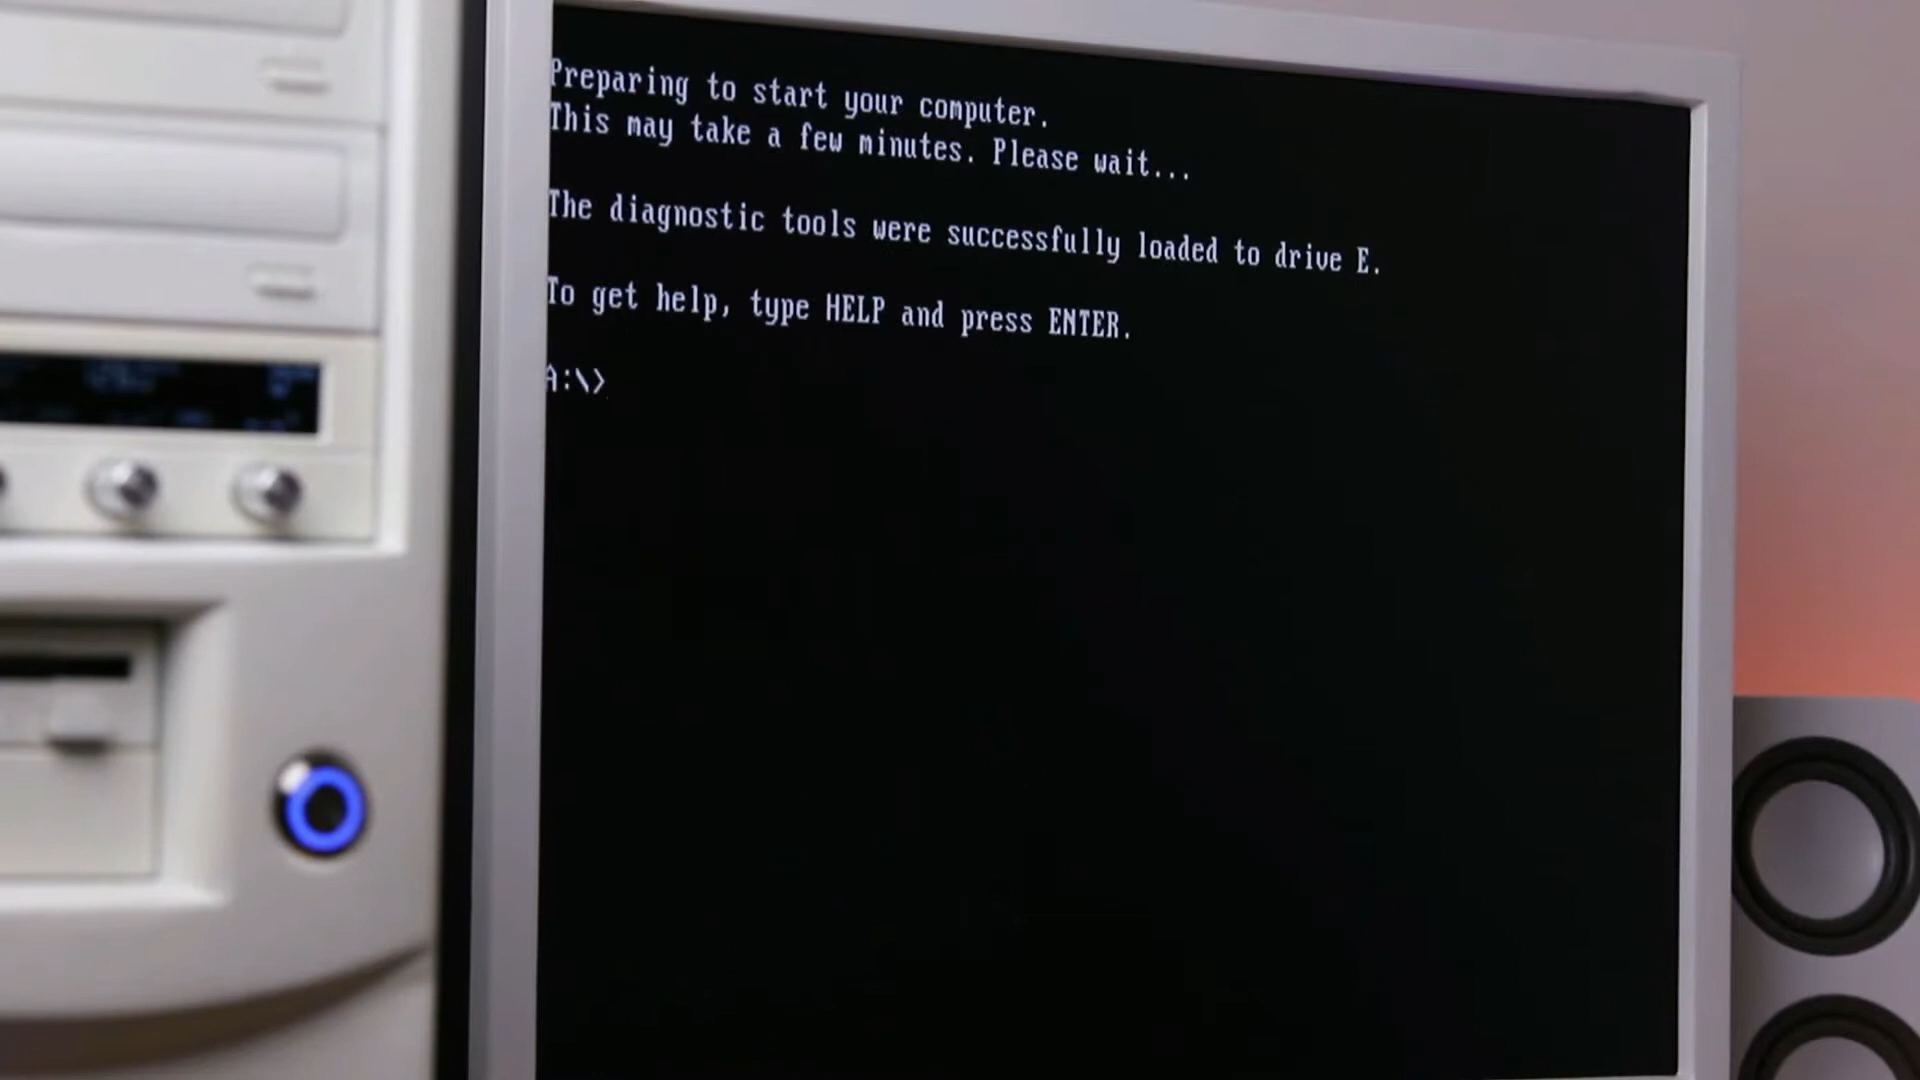 Preparing to start your computer.
This may take a few minutes. Please wait...
The diagnostic tools were successfully loaded to drive E.
To get help, type HELP and press ENTER.
A:\>